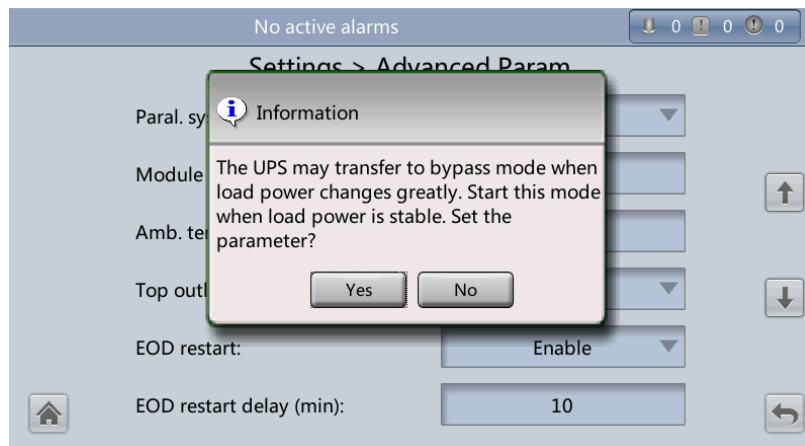 No active alarms
0 0 0
Settings > Advanced Param
Information
The UPS may transfer to bypass mode when
load power changes greatly. Start this mode
when load power is stable. Set the
parameter?
Yes No
Paral. sy
Module
Amb. te
Top outl
EOD restart: Enable
EOD restart delay (min): 10